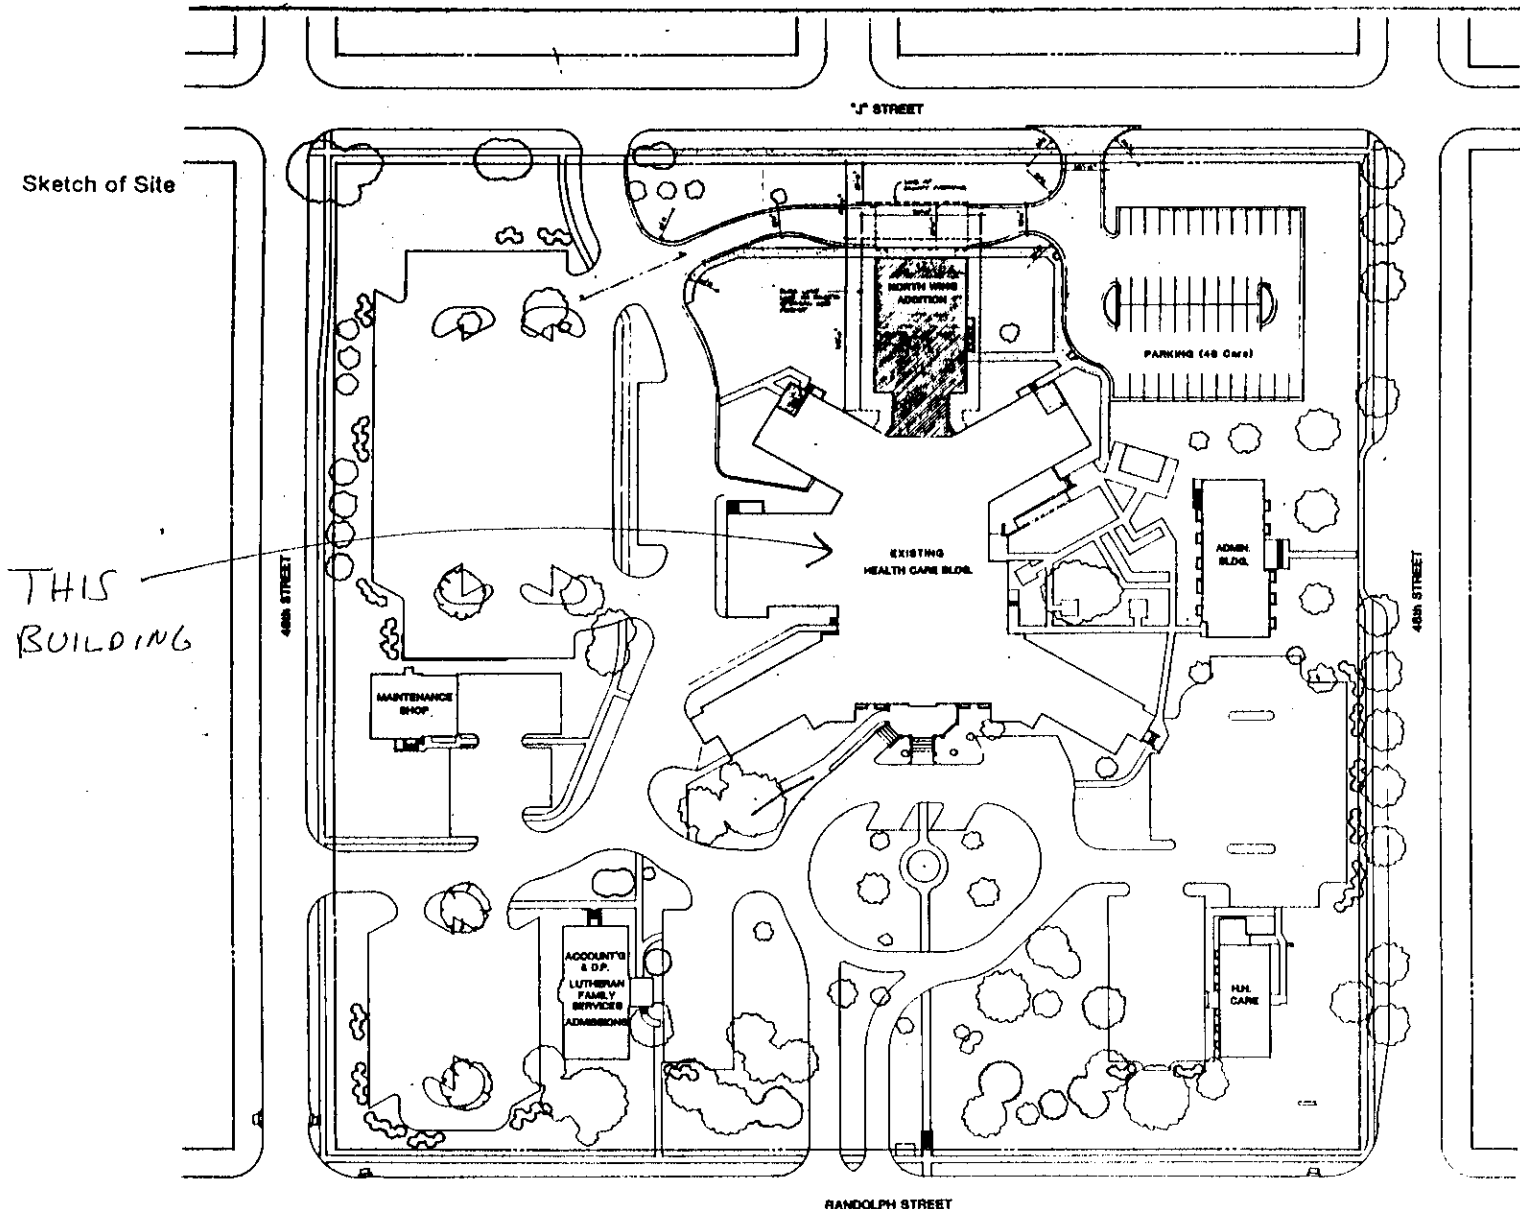 "J" STREET
Sketch of Site
NORTH WING
ADDITION
PARKING (48 Cars)
EXISTING
HEALTH CARE BLDG.
ADMIN.
BLDG.
THIS
BUILDING
46th STREET
48th STREET
MAINTENANCE
SHOP
ACCOUNT'G
& D.P.
LUTHERAN
FAMILY
SERVICES
ADMISSIONS
H.H.
CARE
RANDOLPH STREET